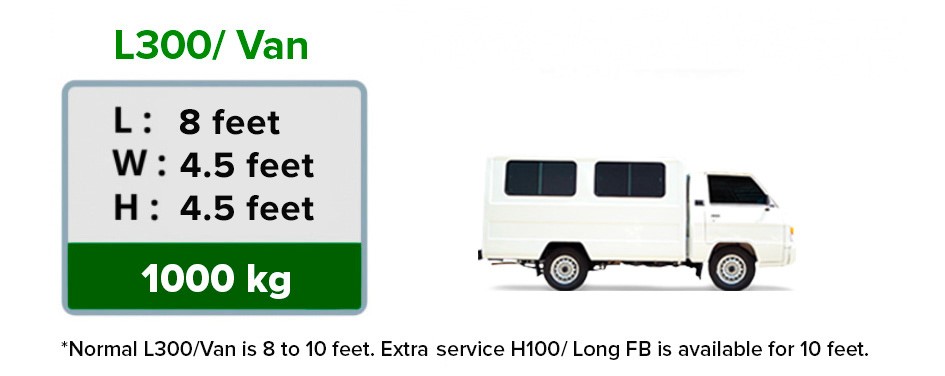 L300/ Van
L: 8 feet
W: 4.5 feet
H: 4.5 feet
1000 kg
*Normal L300/Van is 8 to 10 feet. Extra service H100/ Long FB is available for 10 feet.